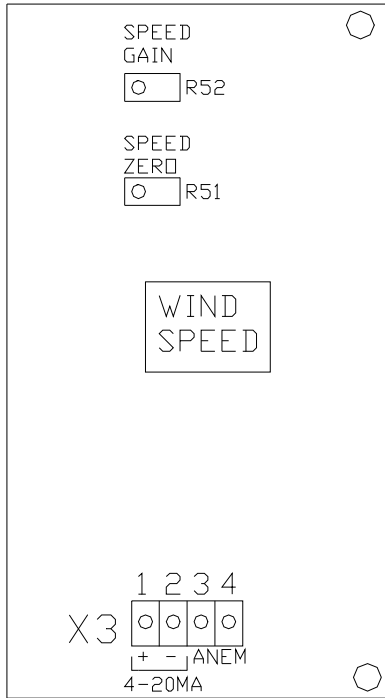 SPEED
GAIN
R52
SPEED
ZERO
R51
WIND
SPEED
1 2 3 4
X3
+ - ANEM
4-20MA